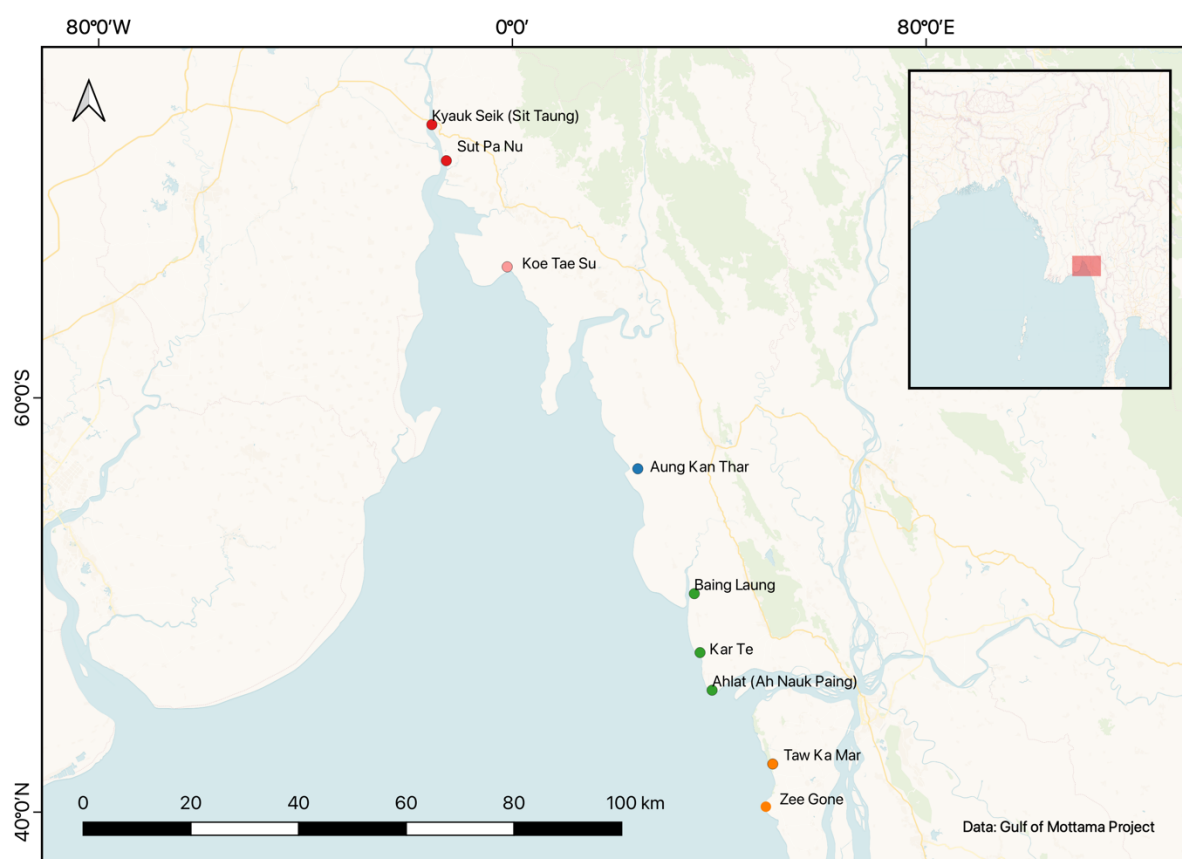 80°0′W
0°0′
80°0′E
Kyauk Seik (Sit Taung)
Sut Pa Nu
Koe Tae Su
60°0′S
Aung Kan Thar
Baing Laung
Kar Te
Ahlat (Ah Nauk Paing)
Taw Ka Mar
Zee Gone
40°0′N
0 20 40 60 80 100 km
Data: Gulf of Mottama Project